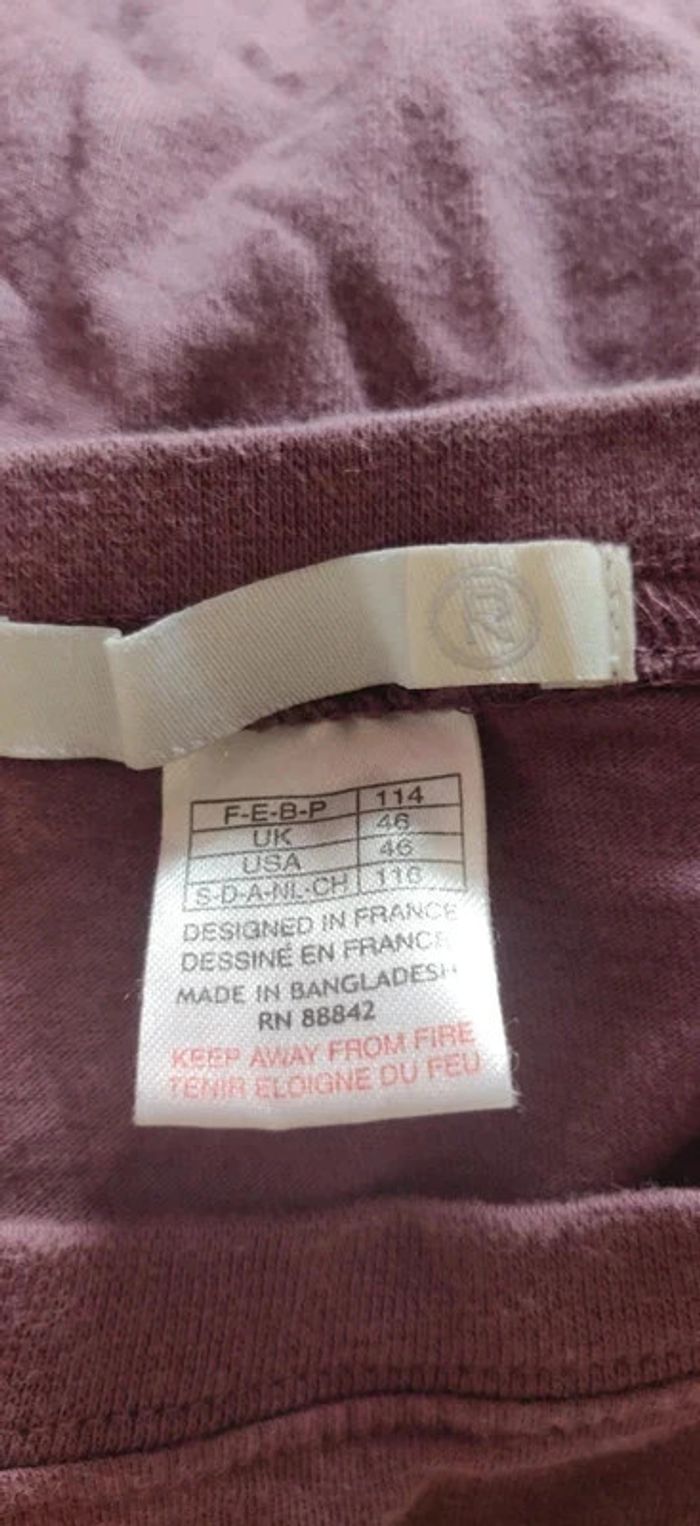 R
F-E-B-P 114
UK 46
USA 46
S-D-A-NL-CH 116
DESIGNED IN FRANCE
DESSINÉ EN FRANCE
MADE IN BANGLADESH
RN 88842
KEEP AWAY FROM FIRE
TENIR ELOIGNE DU FEU